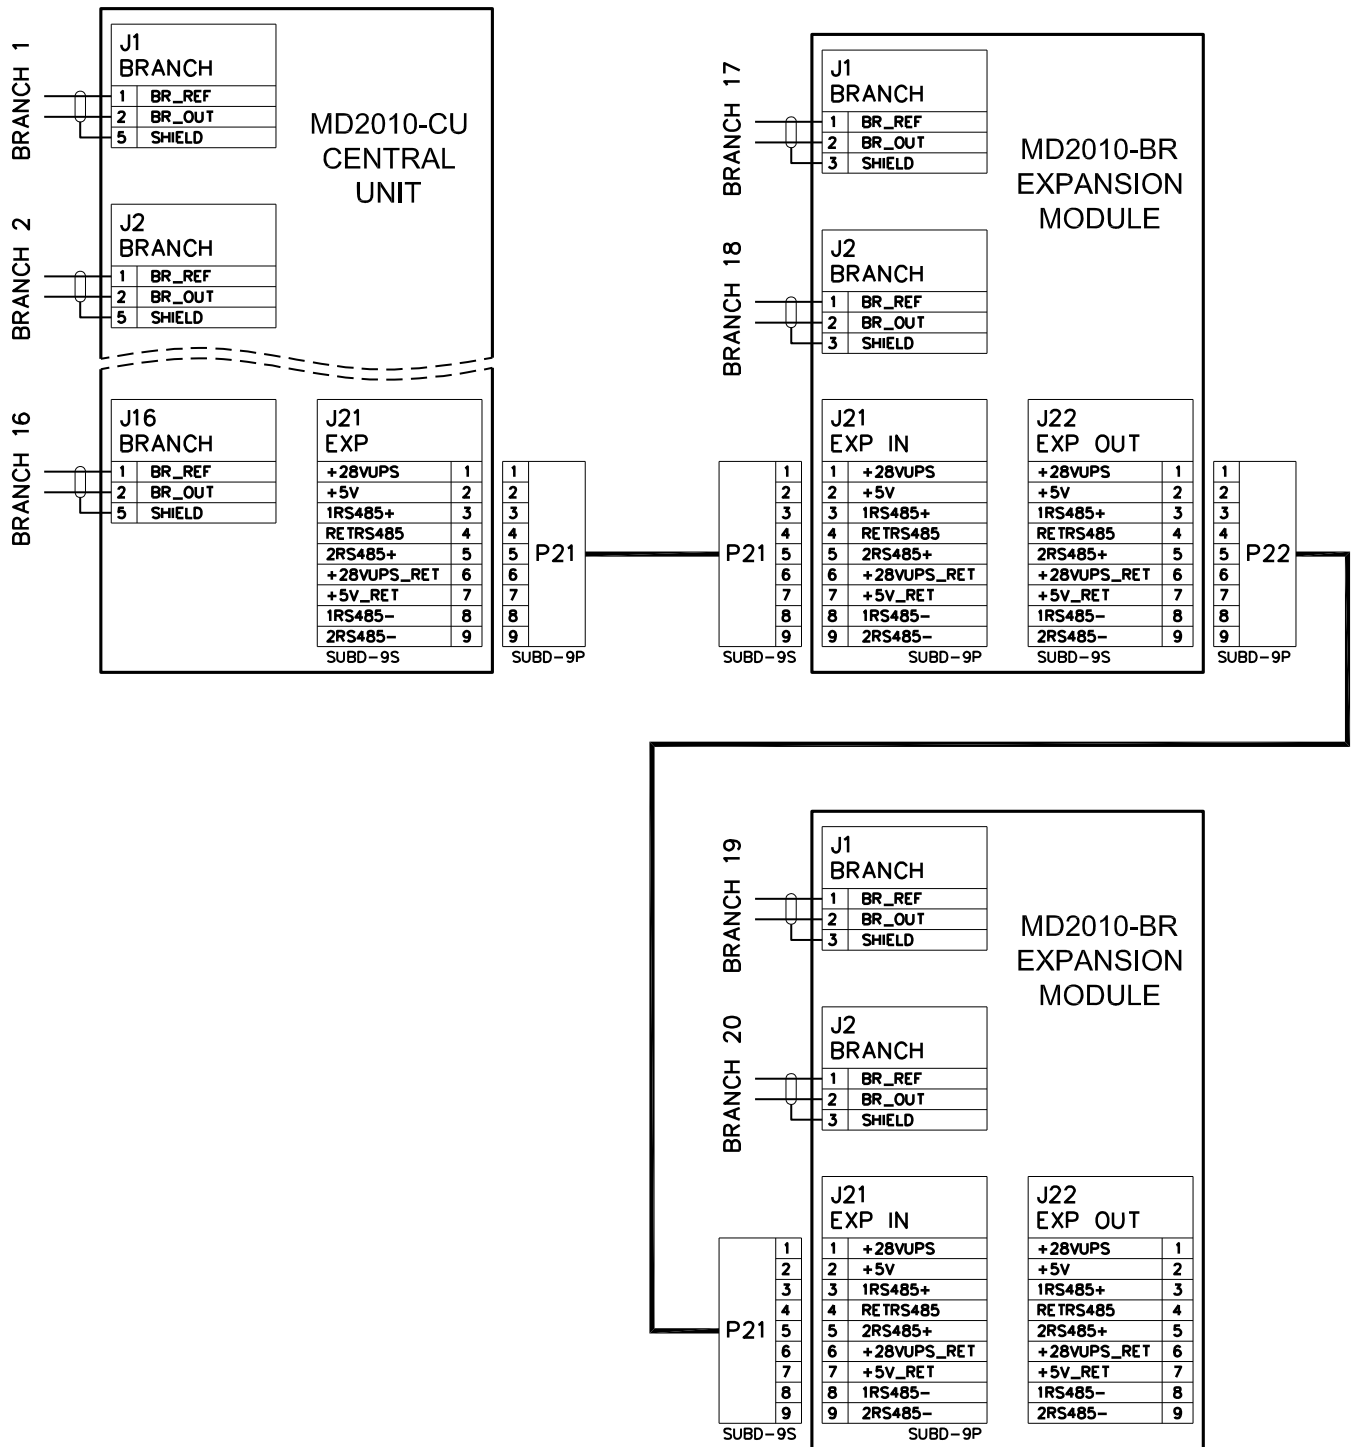 BRANCH 1
J1
BRANCH
1 BR_REF
2 BR_OUT
5 SHIELD
MD2010-CU
CENTRAL
UNIT
BRANCH 2
J2
BRANCH
1 BR_REF
2 BR_OUT
5 SHIELD
BRANCH 16
J16
BRANCH
1 BR_REF
2 BR_OUT
5 SHIELD
J21
EXP
+28VUPS 1
+5V 2
1RS485+ 3
RETRS485 4
2RS485+ 5
+28VUPS_RET 6
+5V_RET 7
1RS485- 8
2RS485- 9
SUBD-9S
1
2
3
4
5
6
7
8
9
P21
SUBD-9P
BRANCH 17
J1
BRANCH
1 BR_REF
2 BR_OUT
3 SHIELD
MD2010-BR
EXPANSION
MODULE
BRANCH 18
J2
BRANCH
1 BR_REF
2 BR_OUT
3 SHIELD
P21
1
2
3
4
5
6
7
8
9
SUBD-9S
J21
EXP IN
1 +28VUPS
2 +5V
3 1RS485+
4 RETRS485
5 2RS485+
6 +28VUPS_RET
7 +5V_RET
8 1RS485-
9 2RS485-
SUBD-9P
J22
EXP OUT
+28VUPS 1
+5V 2
1RS485+ 3
RETRS485 4
2RS485+ 5
+28VUPS_RET 6
+5V_RET 7
1RS485- 8
2RS485- 9
SUBD-9S
1
2
3
4
5
6
7
8
9
P22
SUBD-9P
BRANCH 19
J1
BRANCH
1 BR_REF
2 BR_OUT
3 SHIELD
MD2010-BR
EXPANSION
MODULE
BRANCH 20
J2
BRANCH
1 BR_REF
2 BR_OUT
3 SHIELD
P21
1
2
3
4
5
6
7
8
9
SUBD-9S
J21
EXP IN
1 +28VUPS
2 +5V
3 1RS485+
4 RETRS485
5 2RS485+
6 +28VUPS_RET
7 +5V_RET
8 1RS485-
9 2RS485-
SUBD-9P
J22
EXP OUT
+28VUPS 1
+5V 2
1RS485+ 3
RETRS485 4
2RS485+ 5
+28VUPS_RET 6
+5V_RET 7
1RS485- 8
2RS485- 9